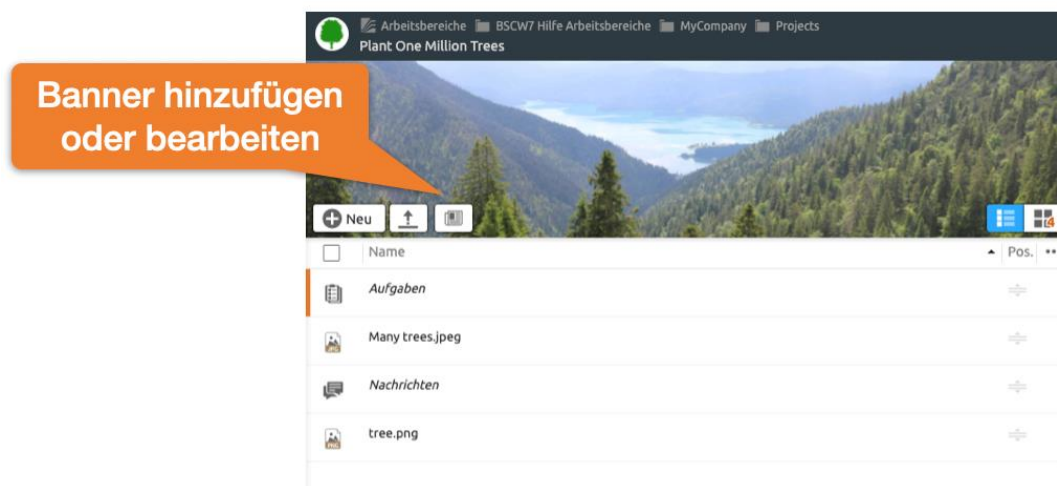 Arbeitsbereiche BSCW7 Hilfe Arbeitsbereiche MyCompany Projects
Plant One Million Trees
Banner hinzufügen
oder bearbeiten
Neu
4
Name Pos.
Aufgaben
Many trees.jpeg
Nachrichten
tree.png